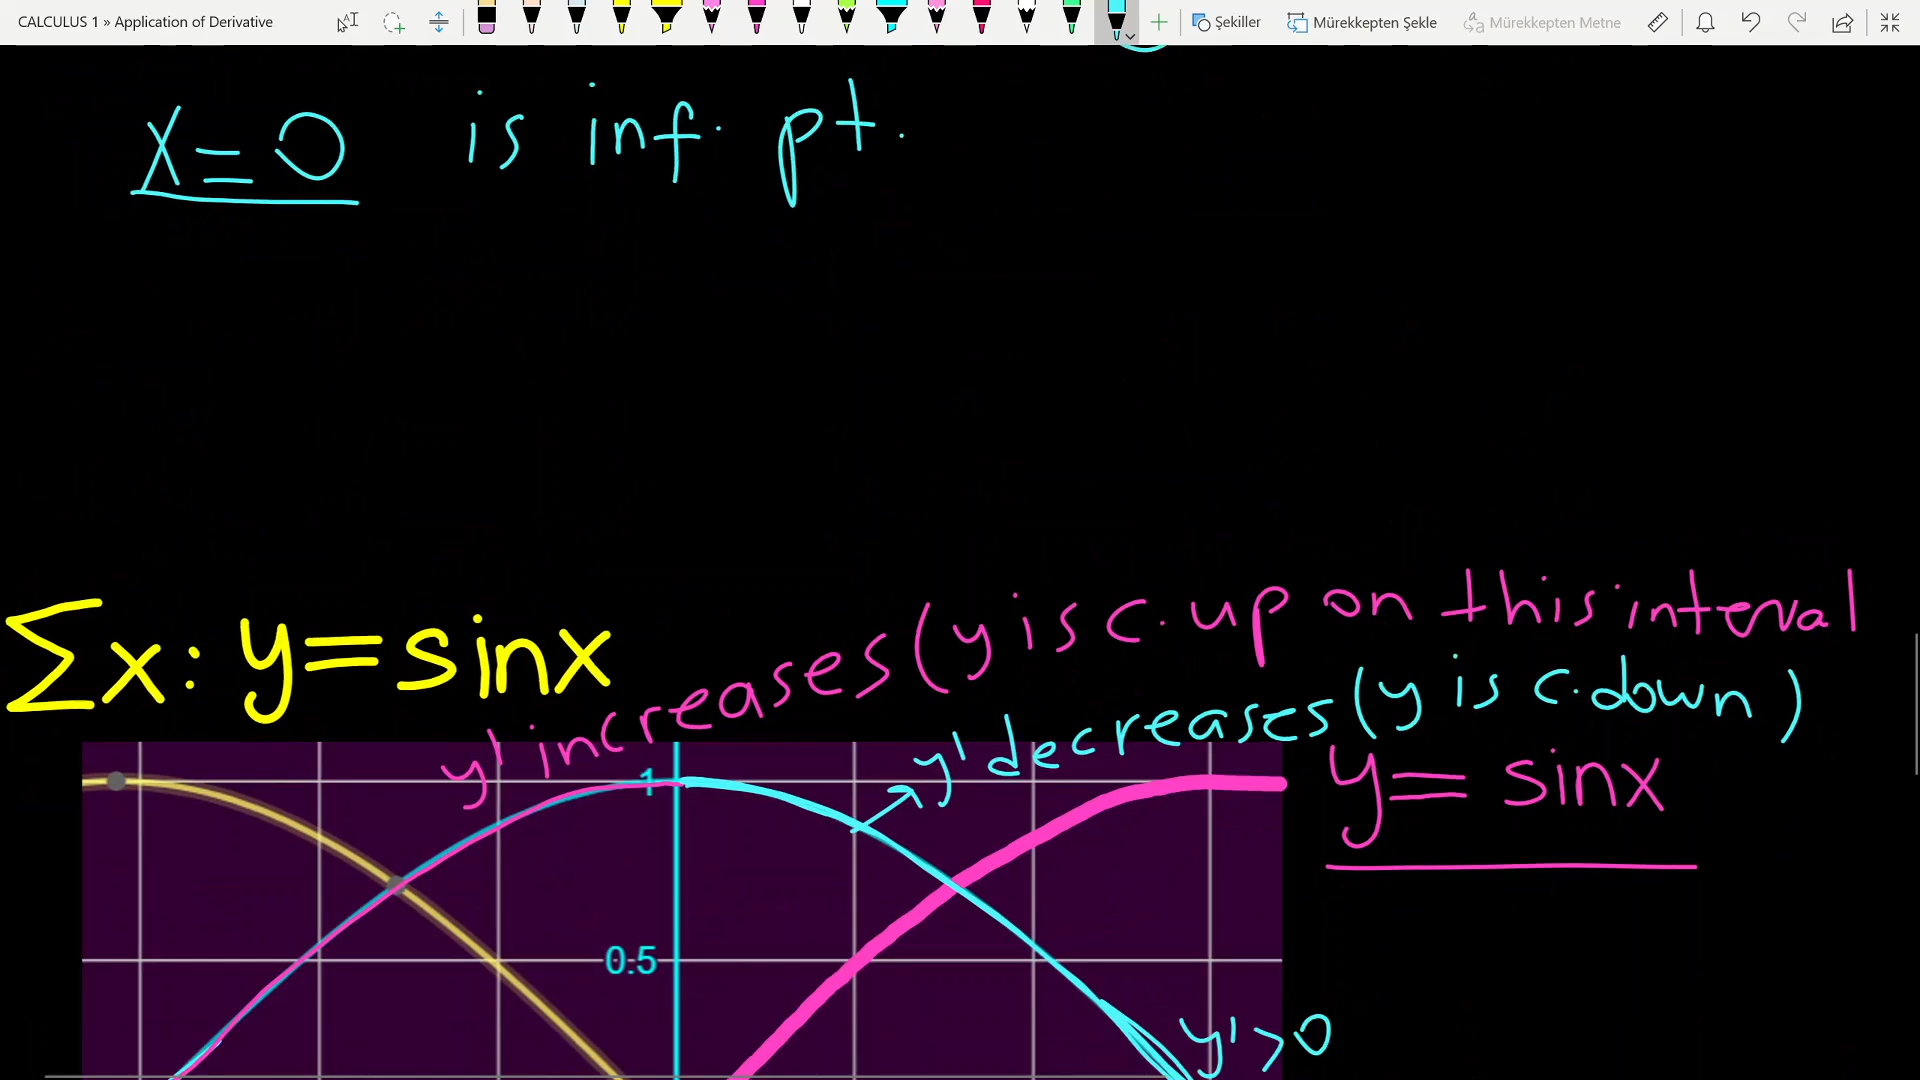 CALCULUS 1 » Application of Derivative
Şekiller
Mürekkepten Şekle
Mürekkepten Metne
x = 0 is inf. pt.
Σx: y = sinx
y' increases (y is c. up on this interval
y' decreases (y is c. down)
y = sinx
1
0.5
y' > 0